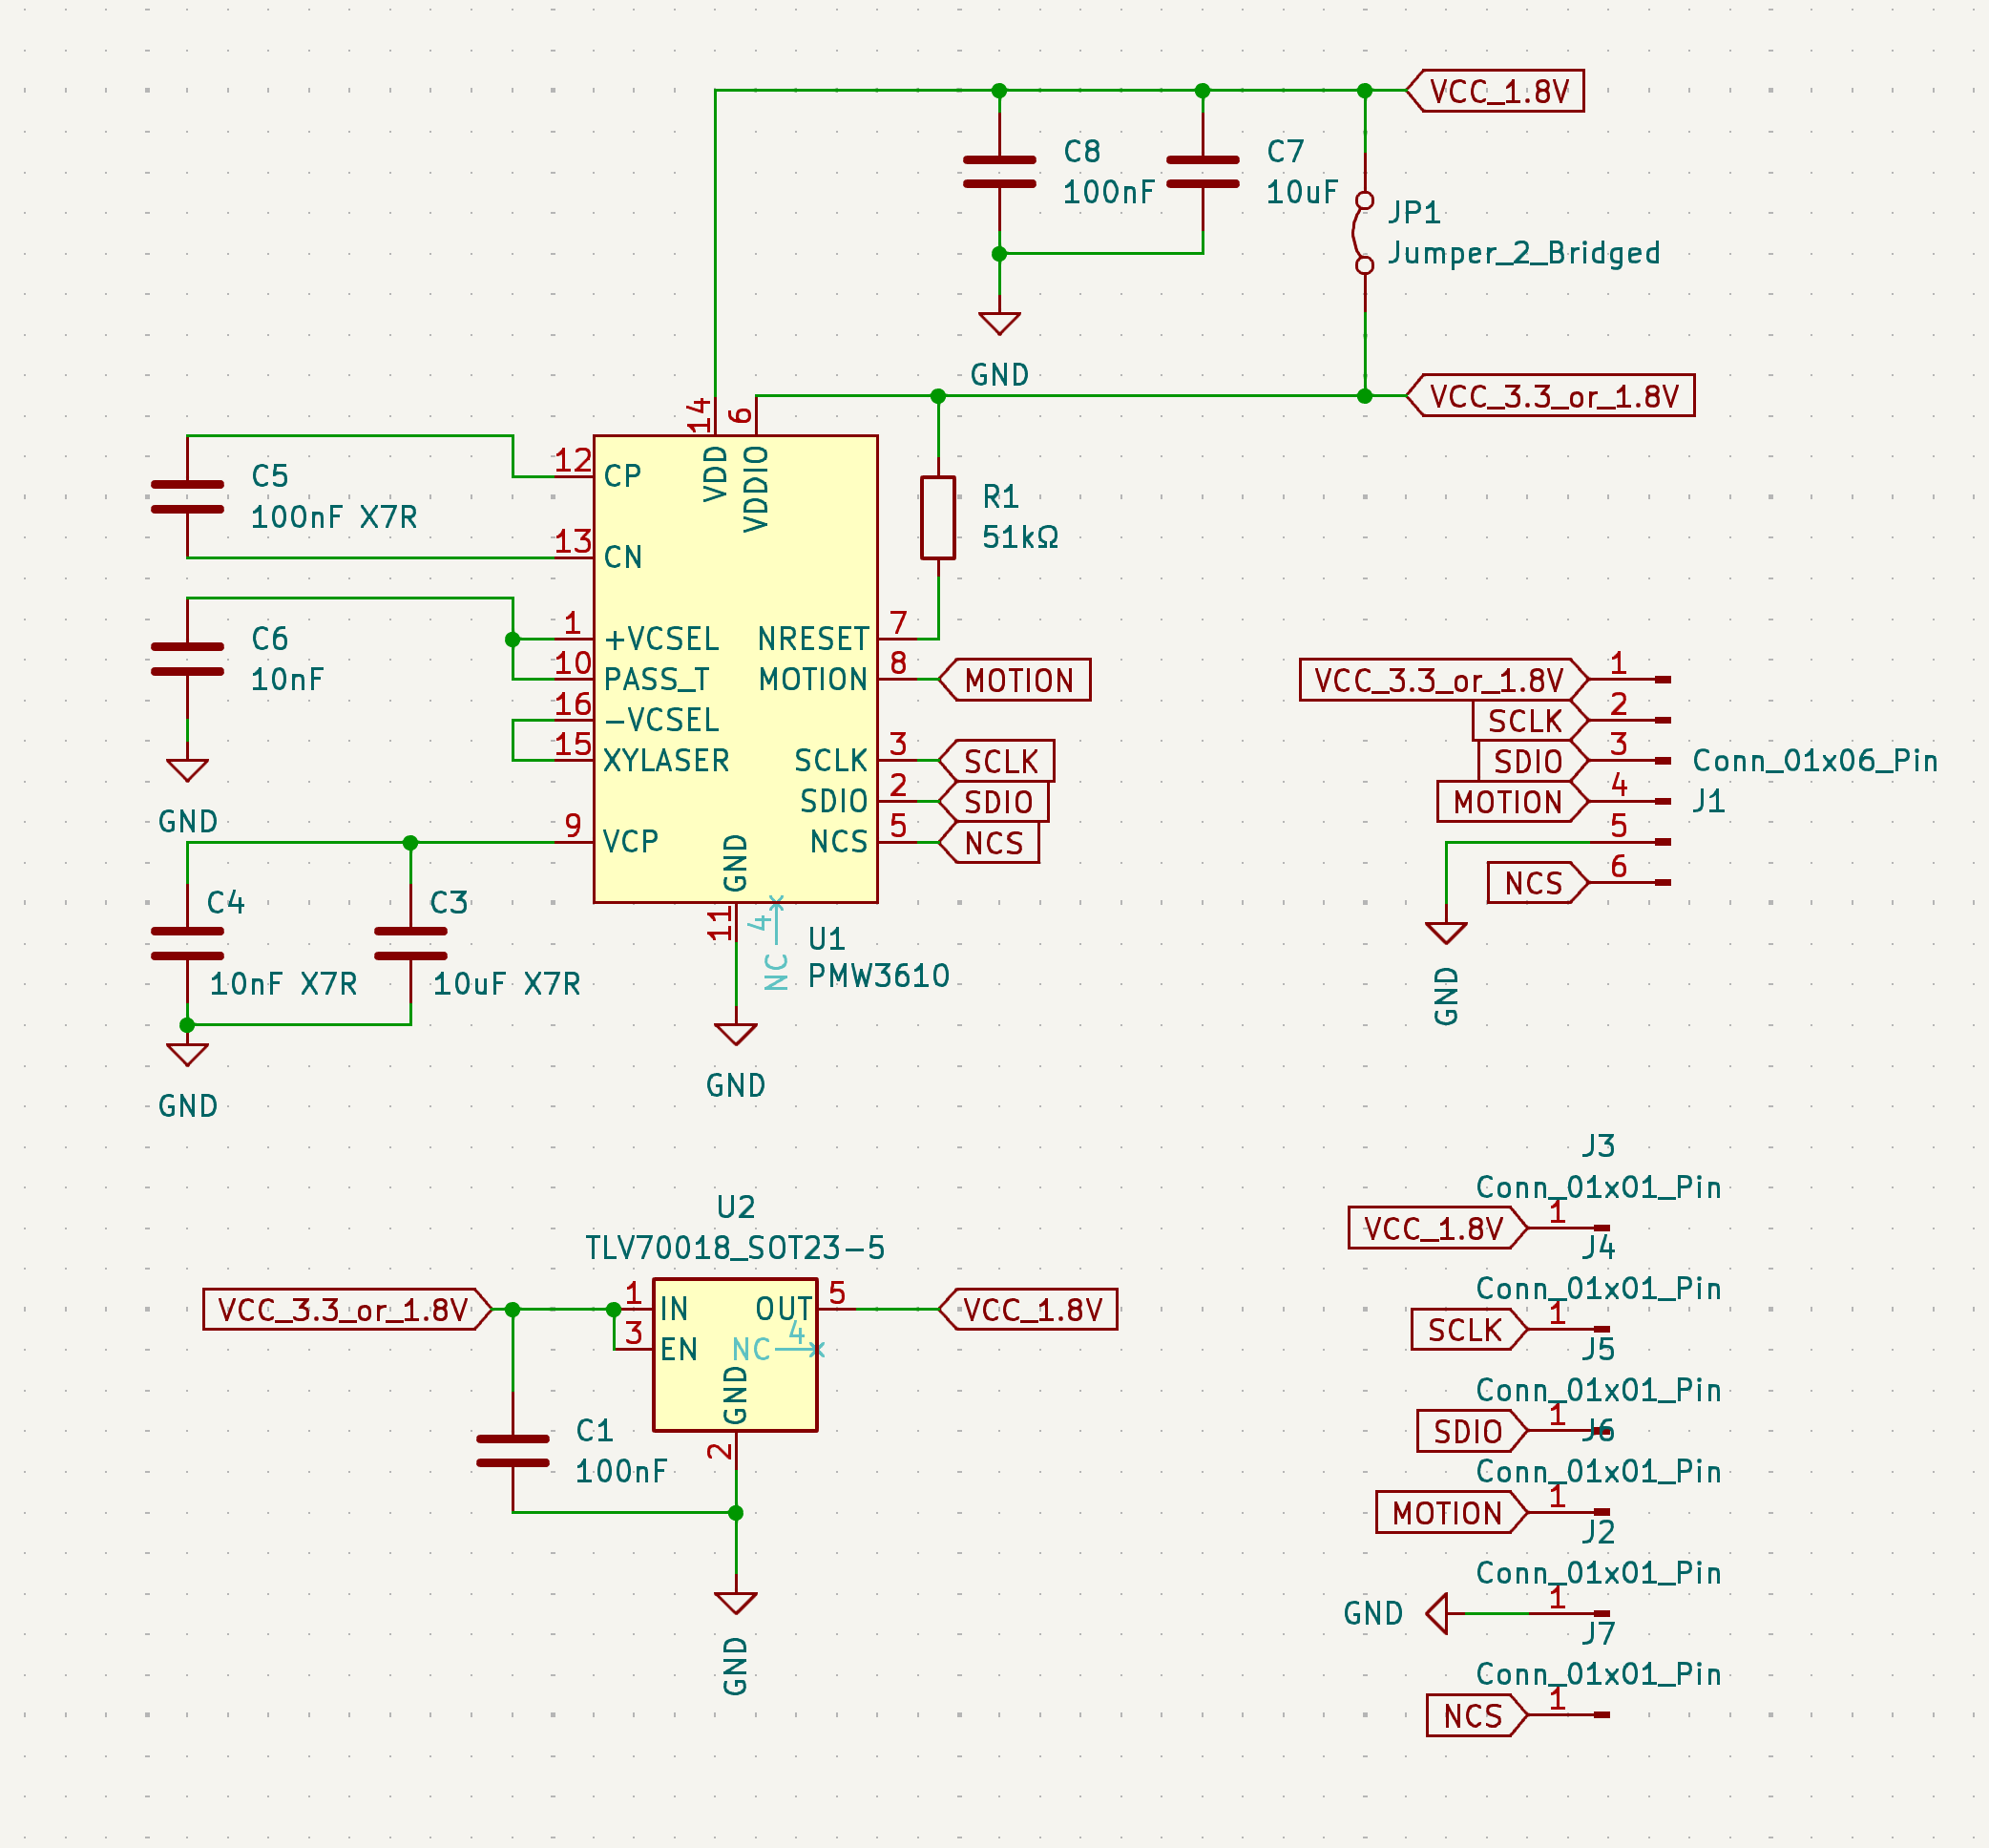 VCC_1.8V
C8
100nF
C7
10uF
JP1
Jumper_2_Bridged
GND
VCC_3.3_or_1.8V
14
6
VDD
VDDIO
12
CP
C5
100nF X7R
13
CN
R1
51kΩ
C6
10nF
1
+VCSEL
10
PASS_T
16
-VCSEL
15
XYLASER
GND
9
VCP
NRESET
7
MOTION
8
MOTION
SCLK
3
SCLK
SDIO
2
SDIO
NCS
5
NCS
GND
11
4
NC
U1
PMW3610
GND
C4
10nF X7R
C3
10uF X7R
GND
VCC_3.3_or_1.8V
1
SCLK
2
SDIO
3
MOTION
4
5
NCS
6
Conn_01x06_Pin
J1
GND
U2
TLV70018_SOT23-5
VCC_3.3_or_1.8V
1
IN
3
EN
OUT
5
NC
4
GND
2
VCC_1.8V
C1
100nF
GND
J3
Conn_01x01_Pin
VCC_1.8V
1
J4
Conn_01x01_Pin
SCLK
1
J5
Conn_01x01_Pin
SDIO
1
J6
Conn_01x01_Pin
MOTION
1
J2
Conn_01x01_Pin
GND
1
J7
Conn_01x01_Pin
NCS
1